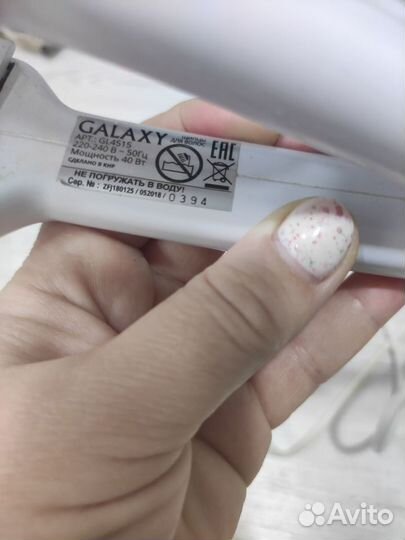 GALAXY ЩИПЦЫ ДЛЯ ВОЛОС
АРТ.: GL4515
220-240 В ~ 50Гц
Мощность 40 Вт
СДЕЛАНО В КНР
ЕАС
НЕ ПОГРУЖАТЬ В ВОДУ!
Сер. № : ZFJ180125 / 052018 / 0394
Avito